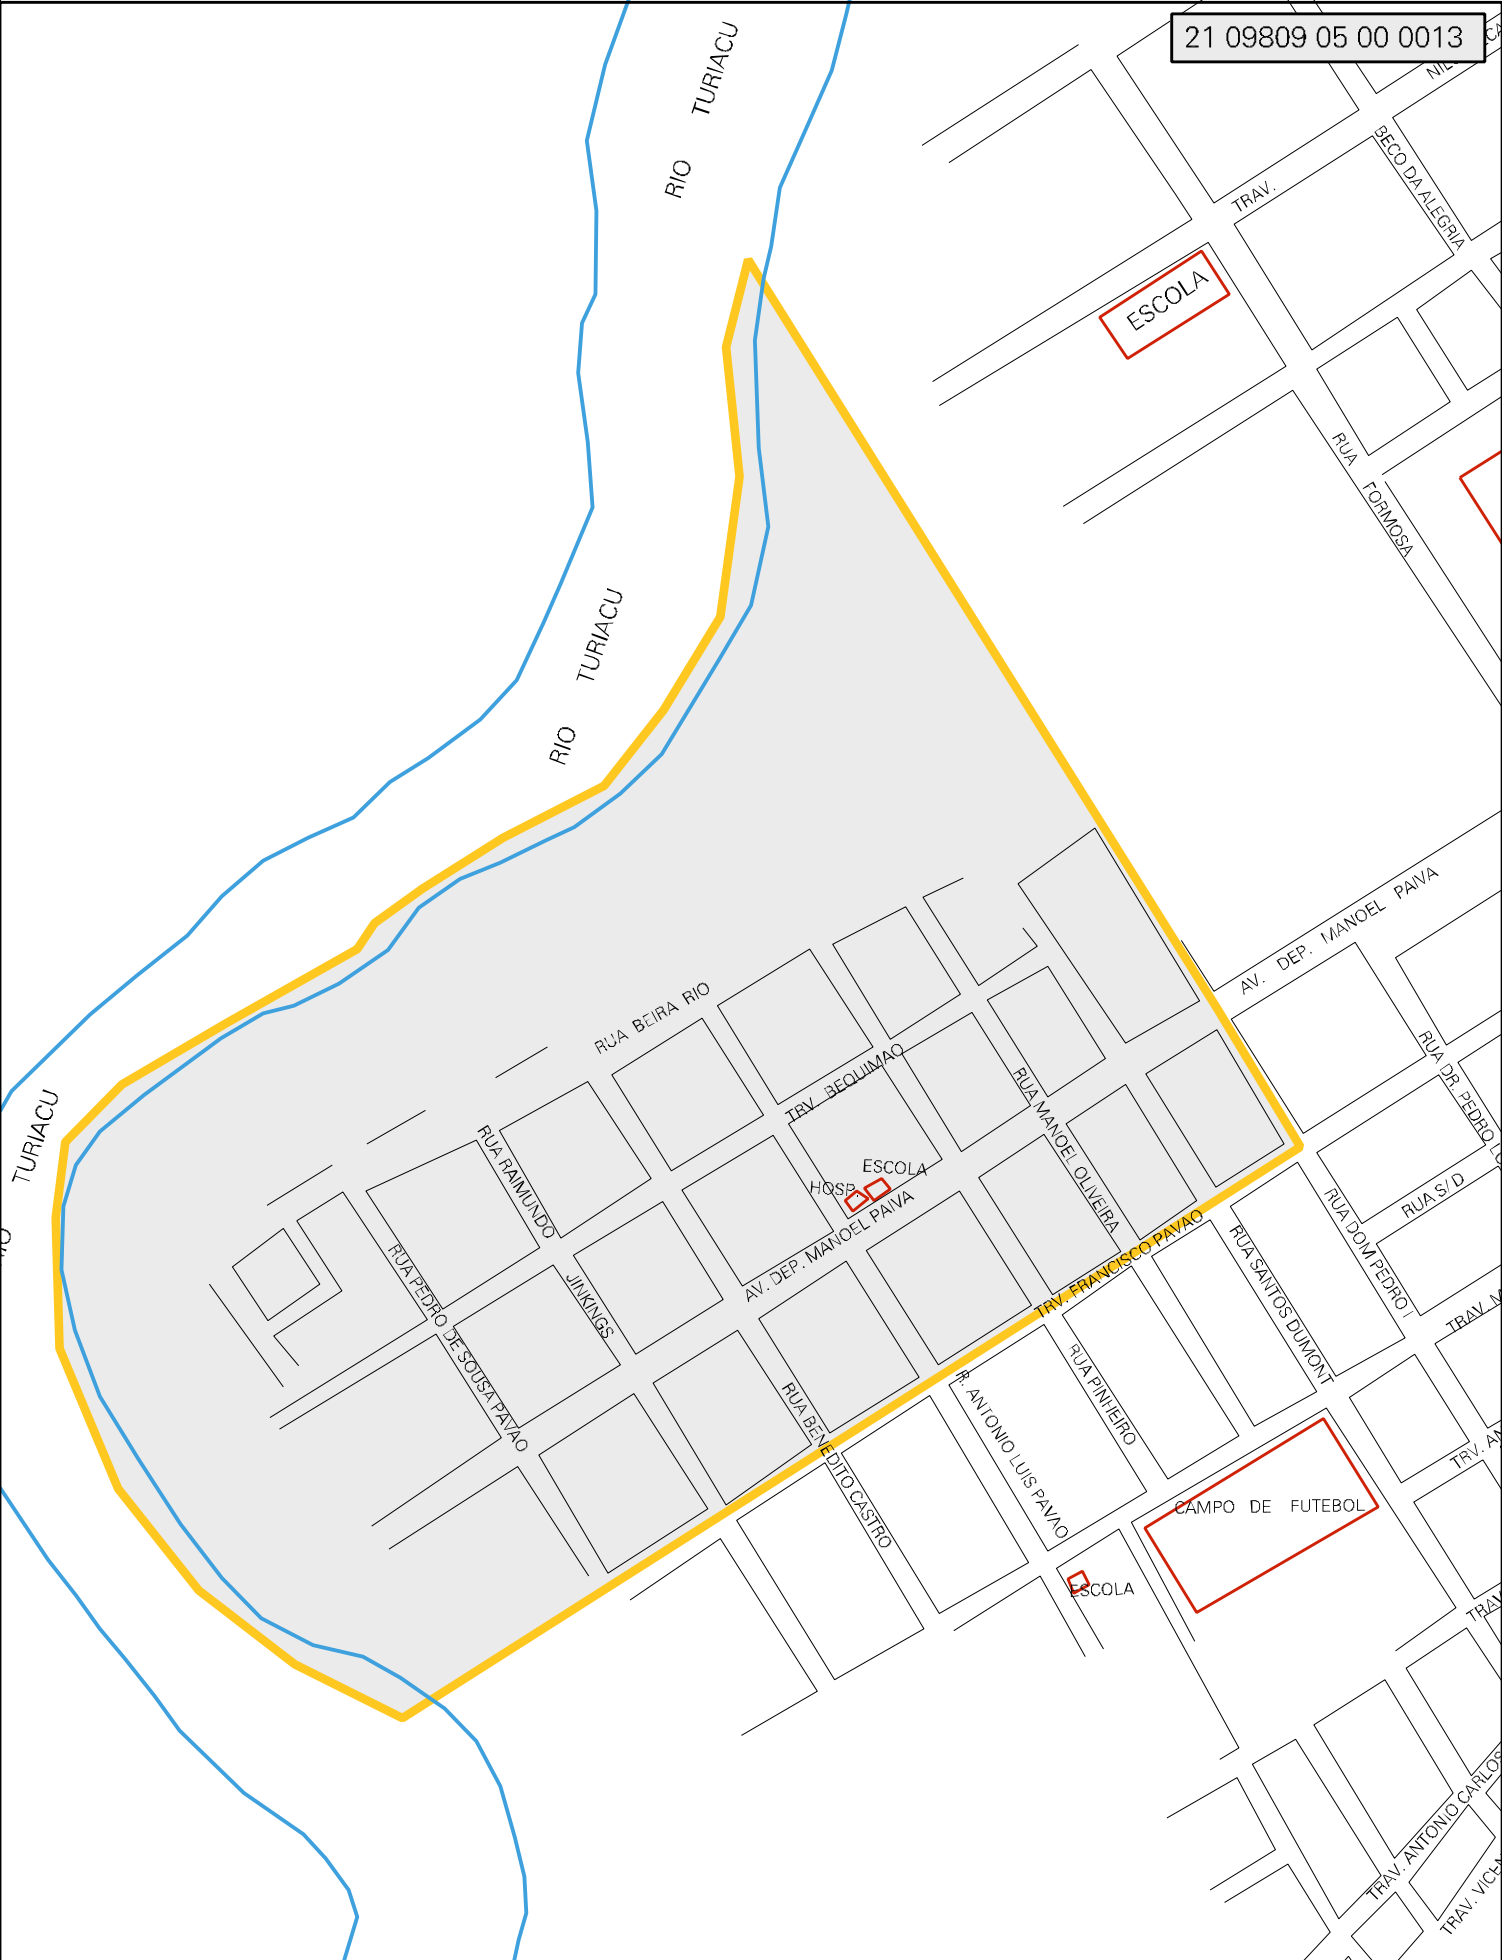 21 09809 05 00 0013
RIO TURIACU
TRAV.
BECO DA ALEGRIA
ESCOLA
RUA FORMOSA
RIO TURIACU
AV. DEP. MANOEL PAIVA
RUA BEIRA RIO
TRV. BEQUIMAO
RUA DR. PEDRO
RUA MANOEL OLIVEIRA
TURIACU
RUA RAIMUNDO JINKINGS
ESCOLA
HOSP.
AV. DEP. MANOEL PAIVA
RUA S/D
RUA DOM PEDRO I
TRV. FRANCISCO PAVAO
RUA SANTOS DUMONT
RUA PEDRO DE SOUSA PAVAO
TRAV.
RUA PINHEIRO
R. ANTONIO LUIS PAVAO
RUA BENEDITO CASTRO
TRV.
CAMPO DE FUTEBOL
ESCOLA
TRAV. ANTONIO CARLOS
TRAV.